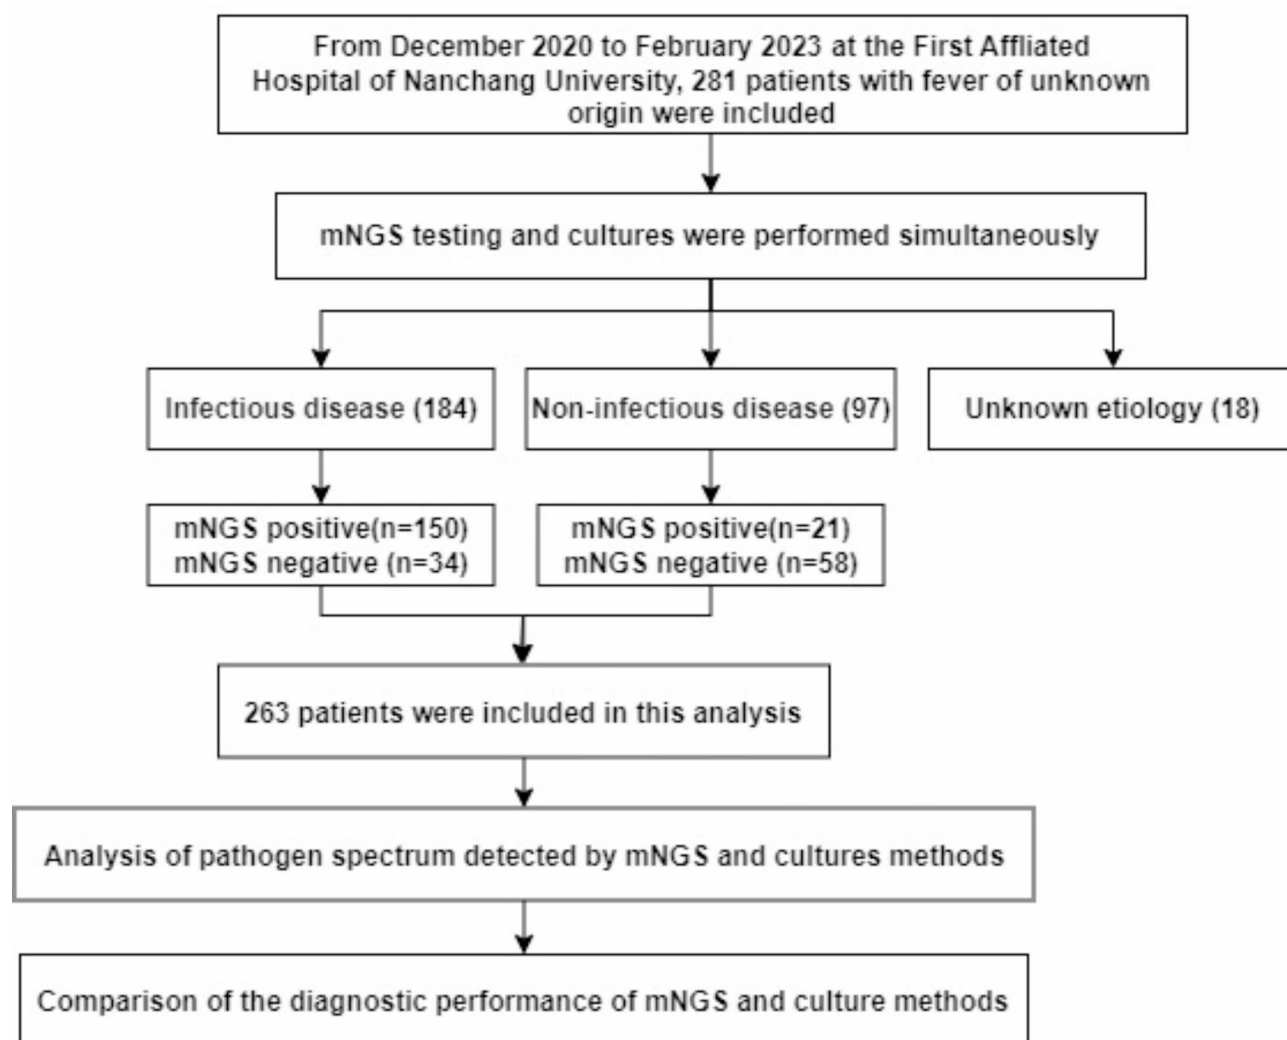 From December 2020 to February 2023 at the First Affliated
Hospital of Nanchang University, 281 patients with fever of unknown
origin were included
mNGS testing and cultures were performed simultaneously
Infectious disease (184)
Non-infectious disease (97)
Unknown etiology (18)
mNGS positive(n=150)
mNGS negative (n=34)
mNGS positive(n=21)
mNGS negative (n=58)
263 patients were included in this analysis
Analysis of pathogen spectrum detected by mNGS and cultures methods
Comparison of the diagnostic performance of mNGS and culture methods